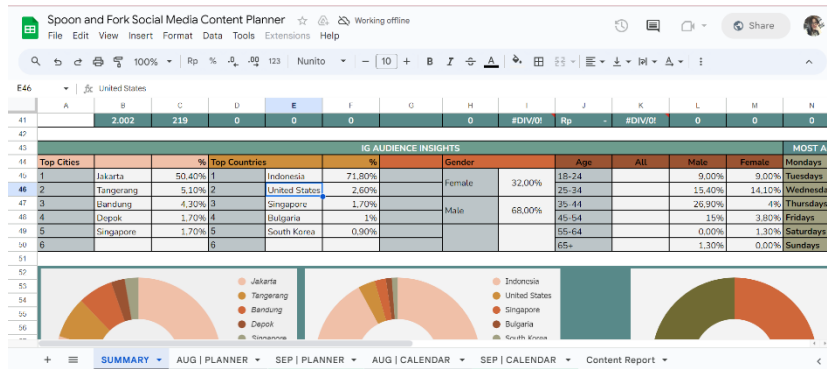 Spoon and Fork Social Media Content Planner Working offline
File Edit View Insert Format Data Tools Extensions Help Share
100% Rp % .0 .00 123 Nunito - 10 + B I A
E46 fx United States
A B C D E F G H I J K L M N
41 2.002 219 0 0 0 0 #DIV/0! Rp - #DIV/0! 0 0 0
42
43 IG AUDIENCE INSIGHTS MOST A
44 Top Cities % Top Countries % Gender Age All Male Female Mondays
45 1 Jakarta 50,40% 1 Indonesia 71,80% Female 32,00% 18-24 9,00% 9,00% Tuesdays
46 2 Tangerang 5,10% 2 United States 2,60% 25-34 15,40% 14,10% Wednesda
47 3 Bandung 4,30% 3 Singapore 1,70% Male 68,00% 35-44 26,90% 4% Thursdays
48 4 Depok 1,70% 4 Bulgaria 1% 45-54 15% 3,80% Fridays
49 5 Singapore 1,70% 5 South Korea 0,90% 55-64 0,00% 1,30% Saturdays
50 6 6 65+ 1,30% 0,00% Sundays
51
52 Jakarta Indonesia
53 Tangerang United States
54 Bandung Singapore
55 Depok Bulgaria
56 Singapore South Korea
+ SUMMARY AUG | PLANNER SEP | PLANNER AUG | CALENDAR SEP | CALENDAR Content Report